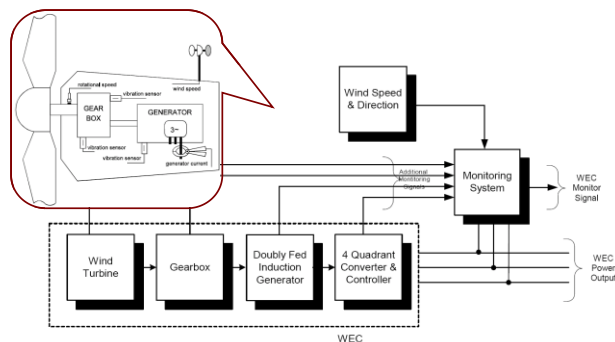 rotational speed
vibration sensor
wind speed
GEAR
BOX
GENERATOR
3~
vibration sensor
vibration sensor
generator current
Wind Speed
& Direction
Additional
Monitoring
Signals
Monitoring
System
WEC
Monitor
Signal
Wind
Turbine
Gearbox
Doubly Fed
Induction
Generator
4 Quadrant
Converter &
Controller
WEC
Power
Output
WEC